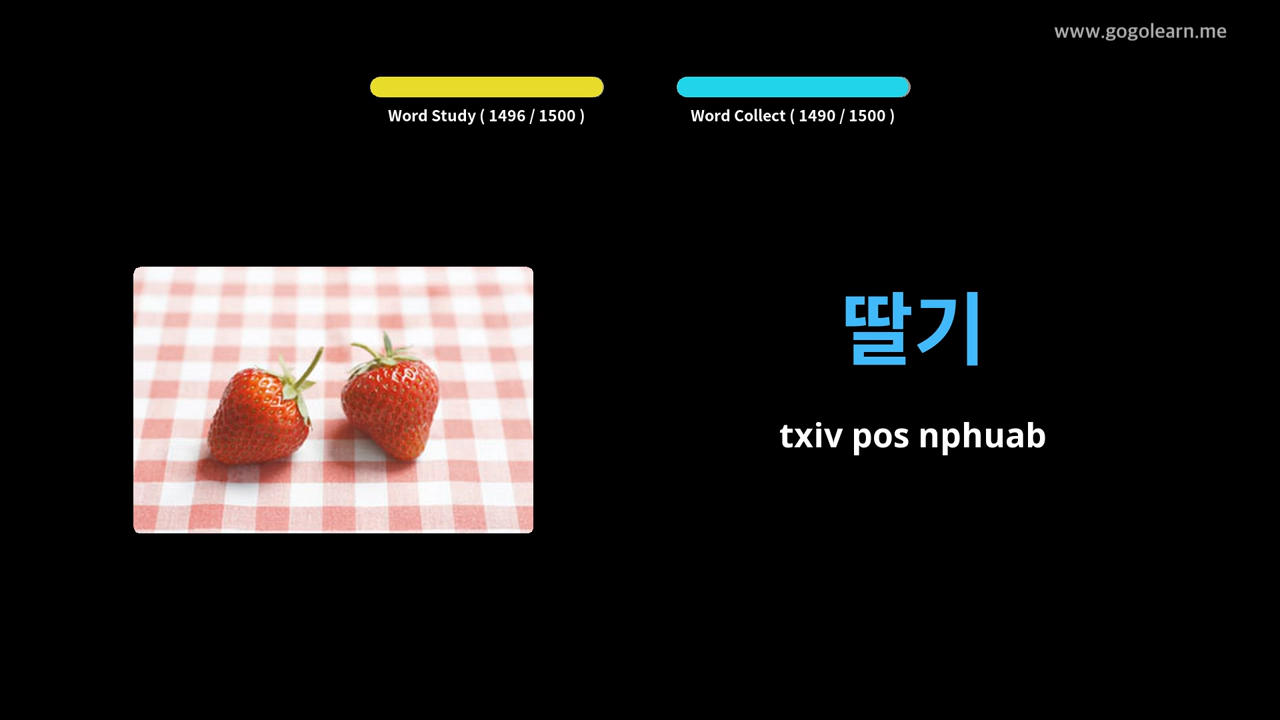 www.gogolearn.me
Word Study ( 1496 / 1500 )
Word Collect ( 1490 / 1500 )
딸기
txiv pos nphuab